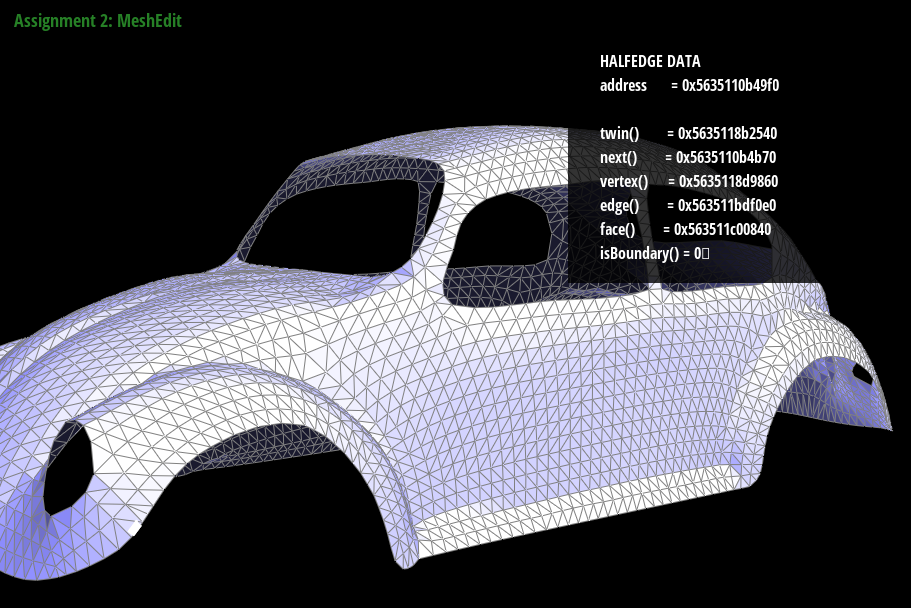 Assignment 2: MeshEdit
HALFEDGE DATA
address = 0x5635110b49f0
twin() = 0x5635118b2540
next() = 0x5635110b4b70
vertex() = 0x5635118d9860
edge() = 0x563511bdf0e0
face() = 0x563511c00840
isBoundary() = 0